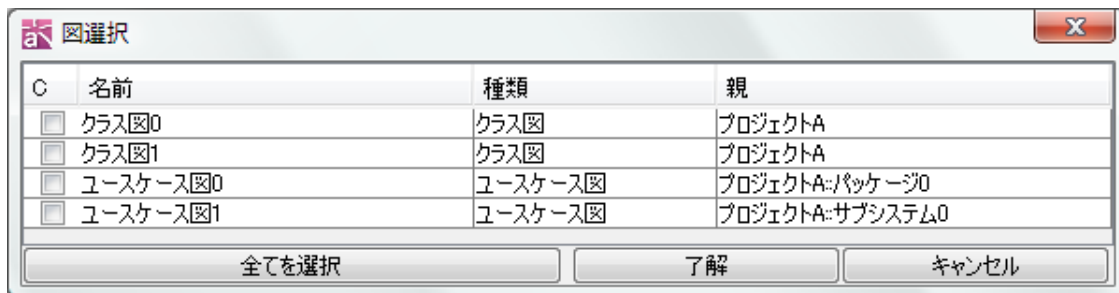 図選択
C 名前 種類 親
クラス図0 クラス図 プロジェクトA
クラス図1 クラス図 プロジェクトA
ユースケース図0 ユースケース図 プロジェクトA::パッケージ0
ユースケース図1 ユースケース図 プロジェクトA::サブシステム0
全てを選択 了解 キャンセル